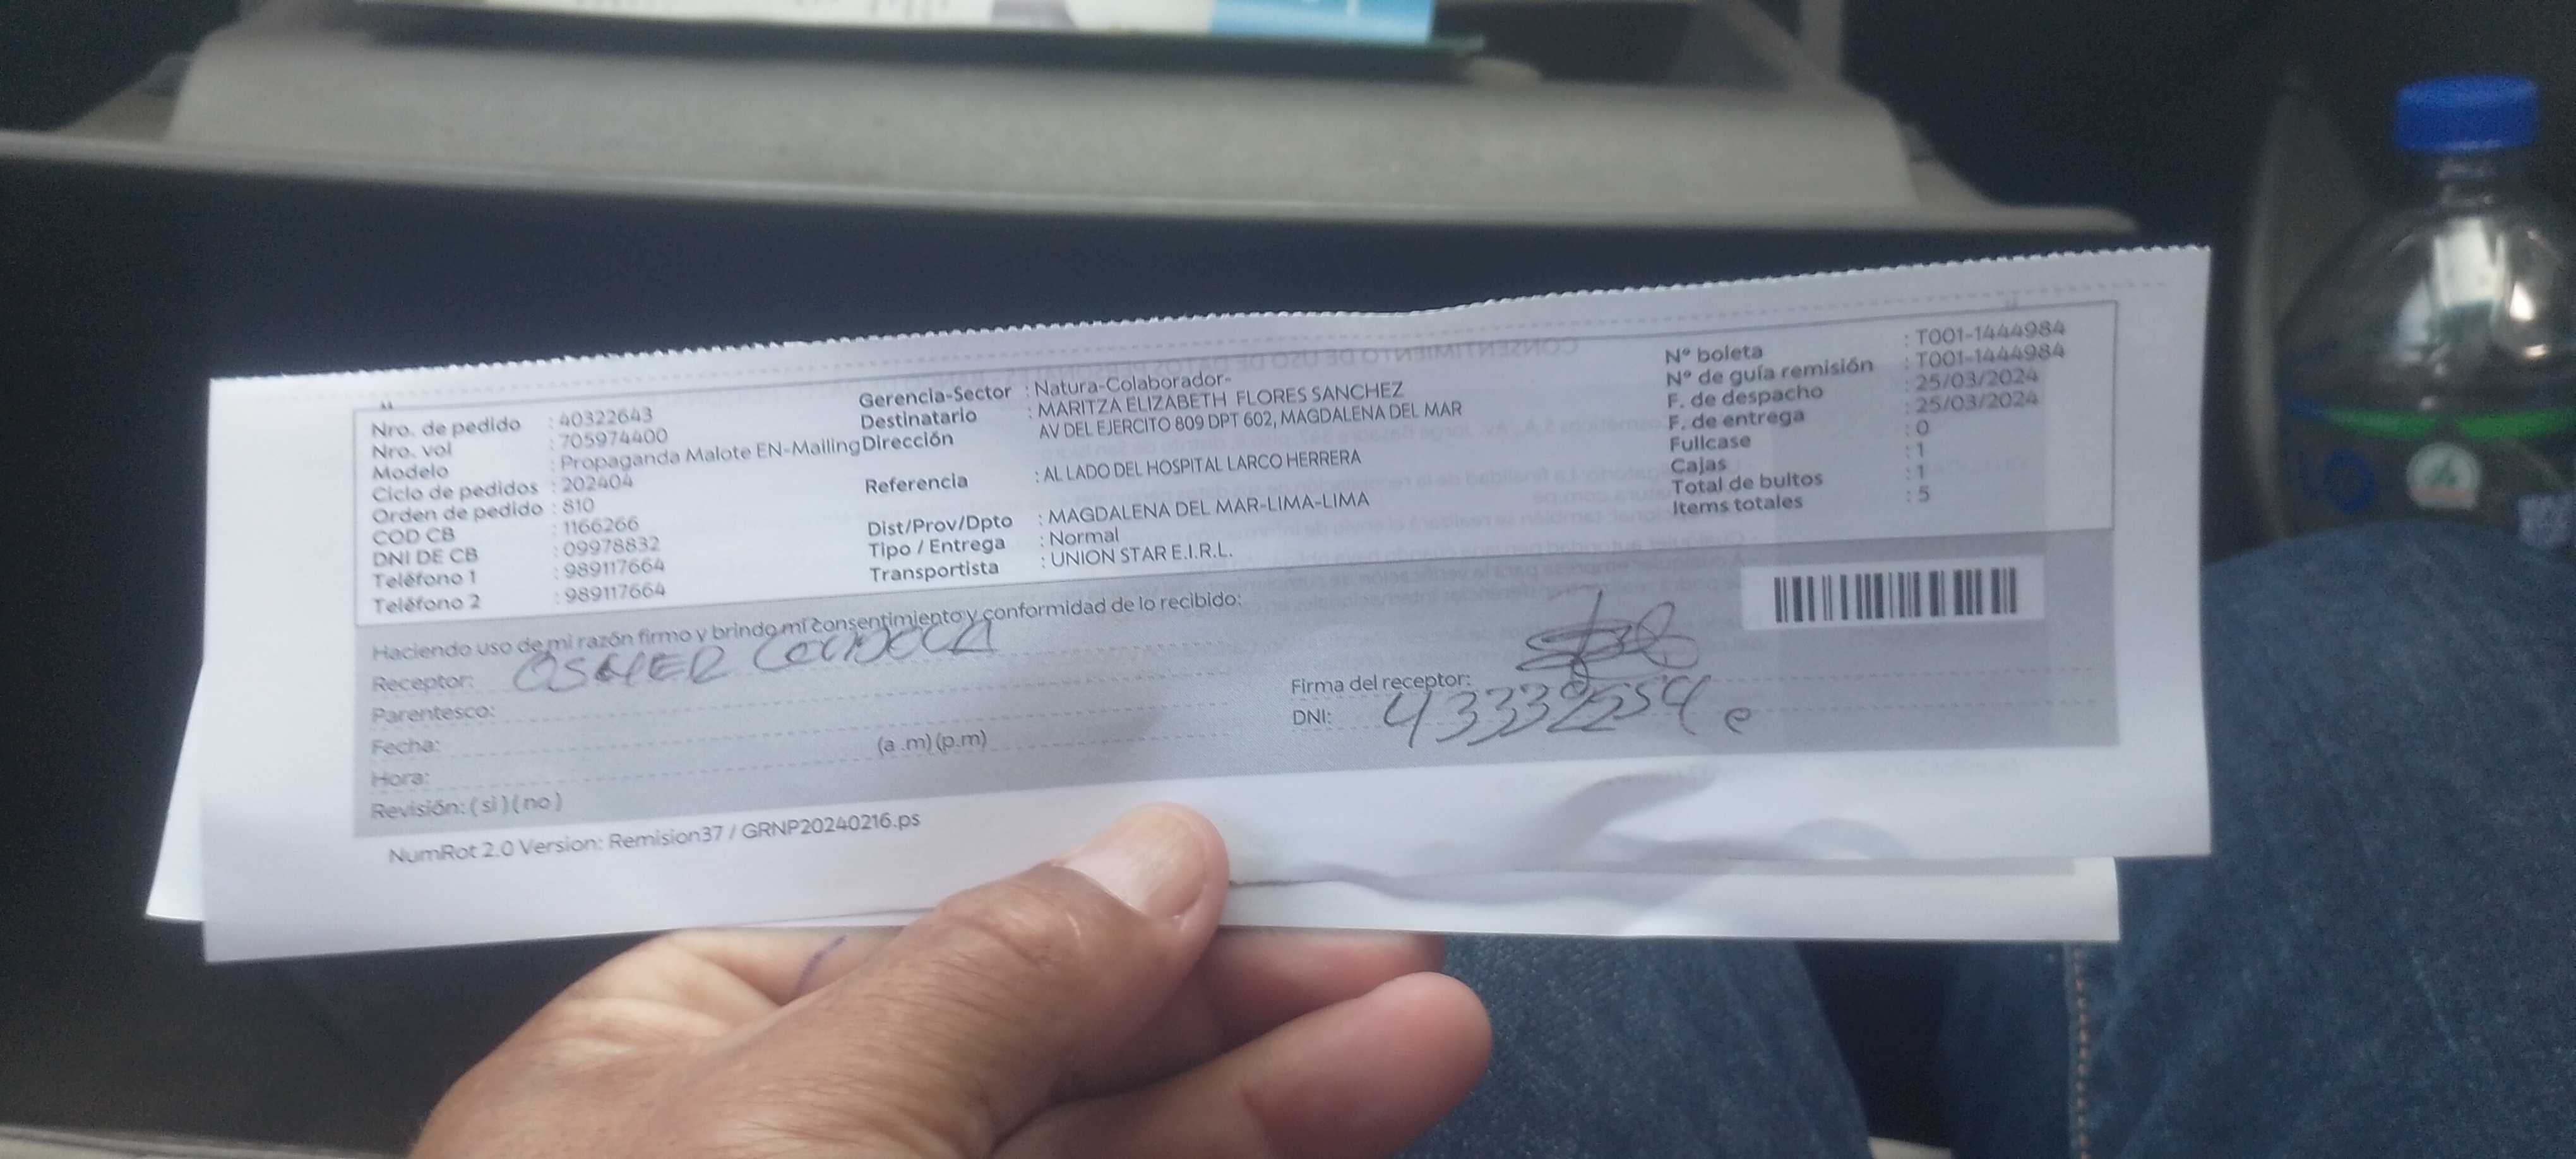 Nro. de pedido : 40322643
Nro. vol : 705974400
Modelo : Propaganda Malote EN-Mailing
Ciclo de pedidos : 202404
Orden de pedido : 810
COD CB : 1166266
DNI DE CB : 09978832
Teléfono 1 : 989117664
Teléfono 2 : 989117664
Gerencia-Sector : Natura-Colaborador-
Destinatario : MARITZA ELIZABETH FLORES SANCHEZ
Dirección AV DEL EJERCITO 809 DPT 602, MAGDALENA DEL MAR
Referencia : AL LADO DEL HOSPITAL LARCO HERRERA
Dist/Prov/Dpto : MAGDALENA DEL MAR-LIMA-LIMA
Tipo / Entrega : Normal
Transportista : UNION STAR E.I.R.L.
Nº boleta : T001-1444984
Nº de guía remisión : T001-1444984
F. de despacho : 25/03/2024
F. de entrega : 25/03/2024
Fullcase : 0
Cajas : 1
Total de bultos : 1
Items totales : 5
Haciendo uso de mi razón firmo y brindo mi consentimiento y conformidad de lo recibido:
Receptor:
Parentesco:
Fecha:
Hora: (a .m) (p.m)
Revisión: ( si ) ( no )
Firma del receptor:
DNI:
NumRot 2.0 Version: Remision37 / GRNP20240216.ps